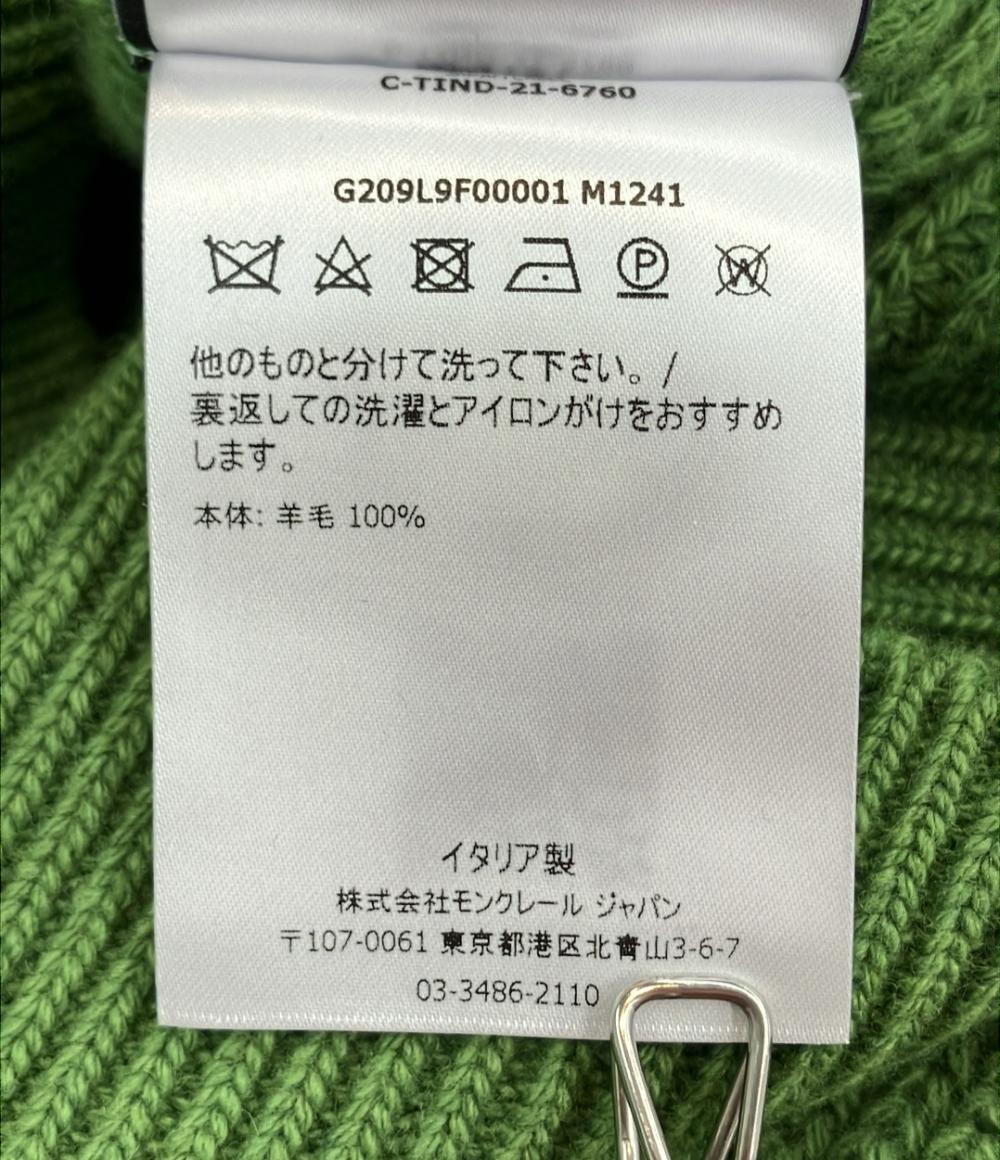 C-TIND-21-6760
G209L9F00001 M1241
P
W
他のものと分けて洗って下さい。/
裏返しての洗濯とアイロンがけをおすすめ
します。
本体: 羊毛 100%
イタリア製
株式会社モンクレール ジャパン
〒107-0061 東京都港区北青山3-6-7
03-3486-2110